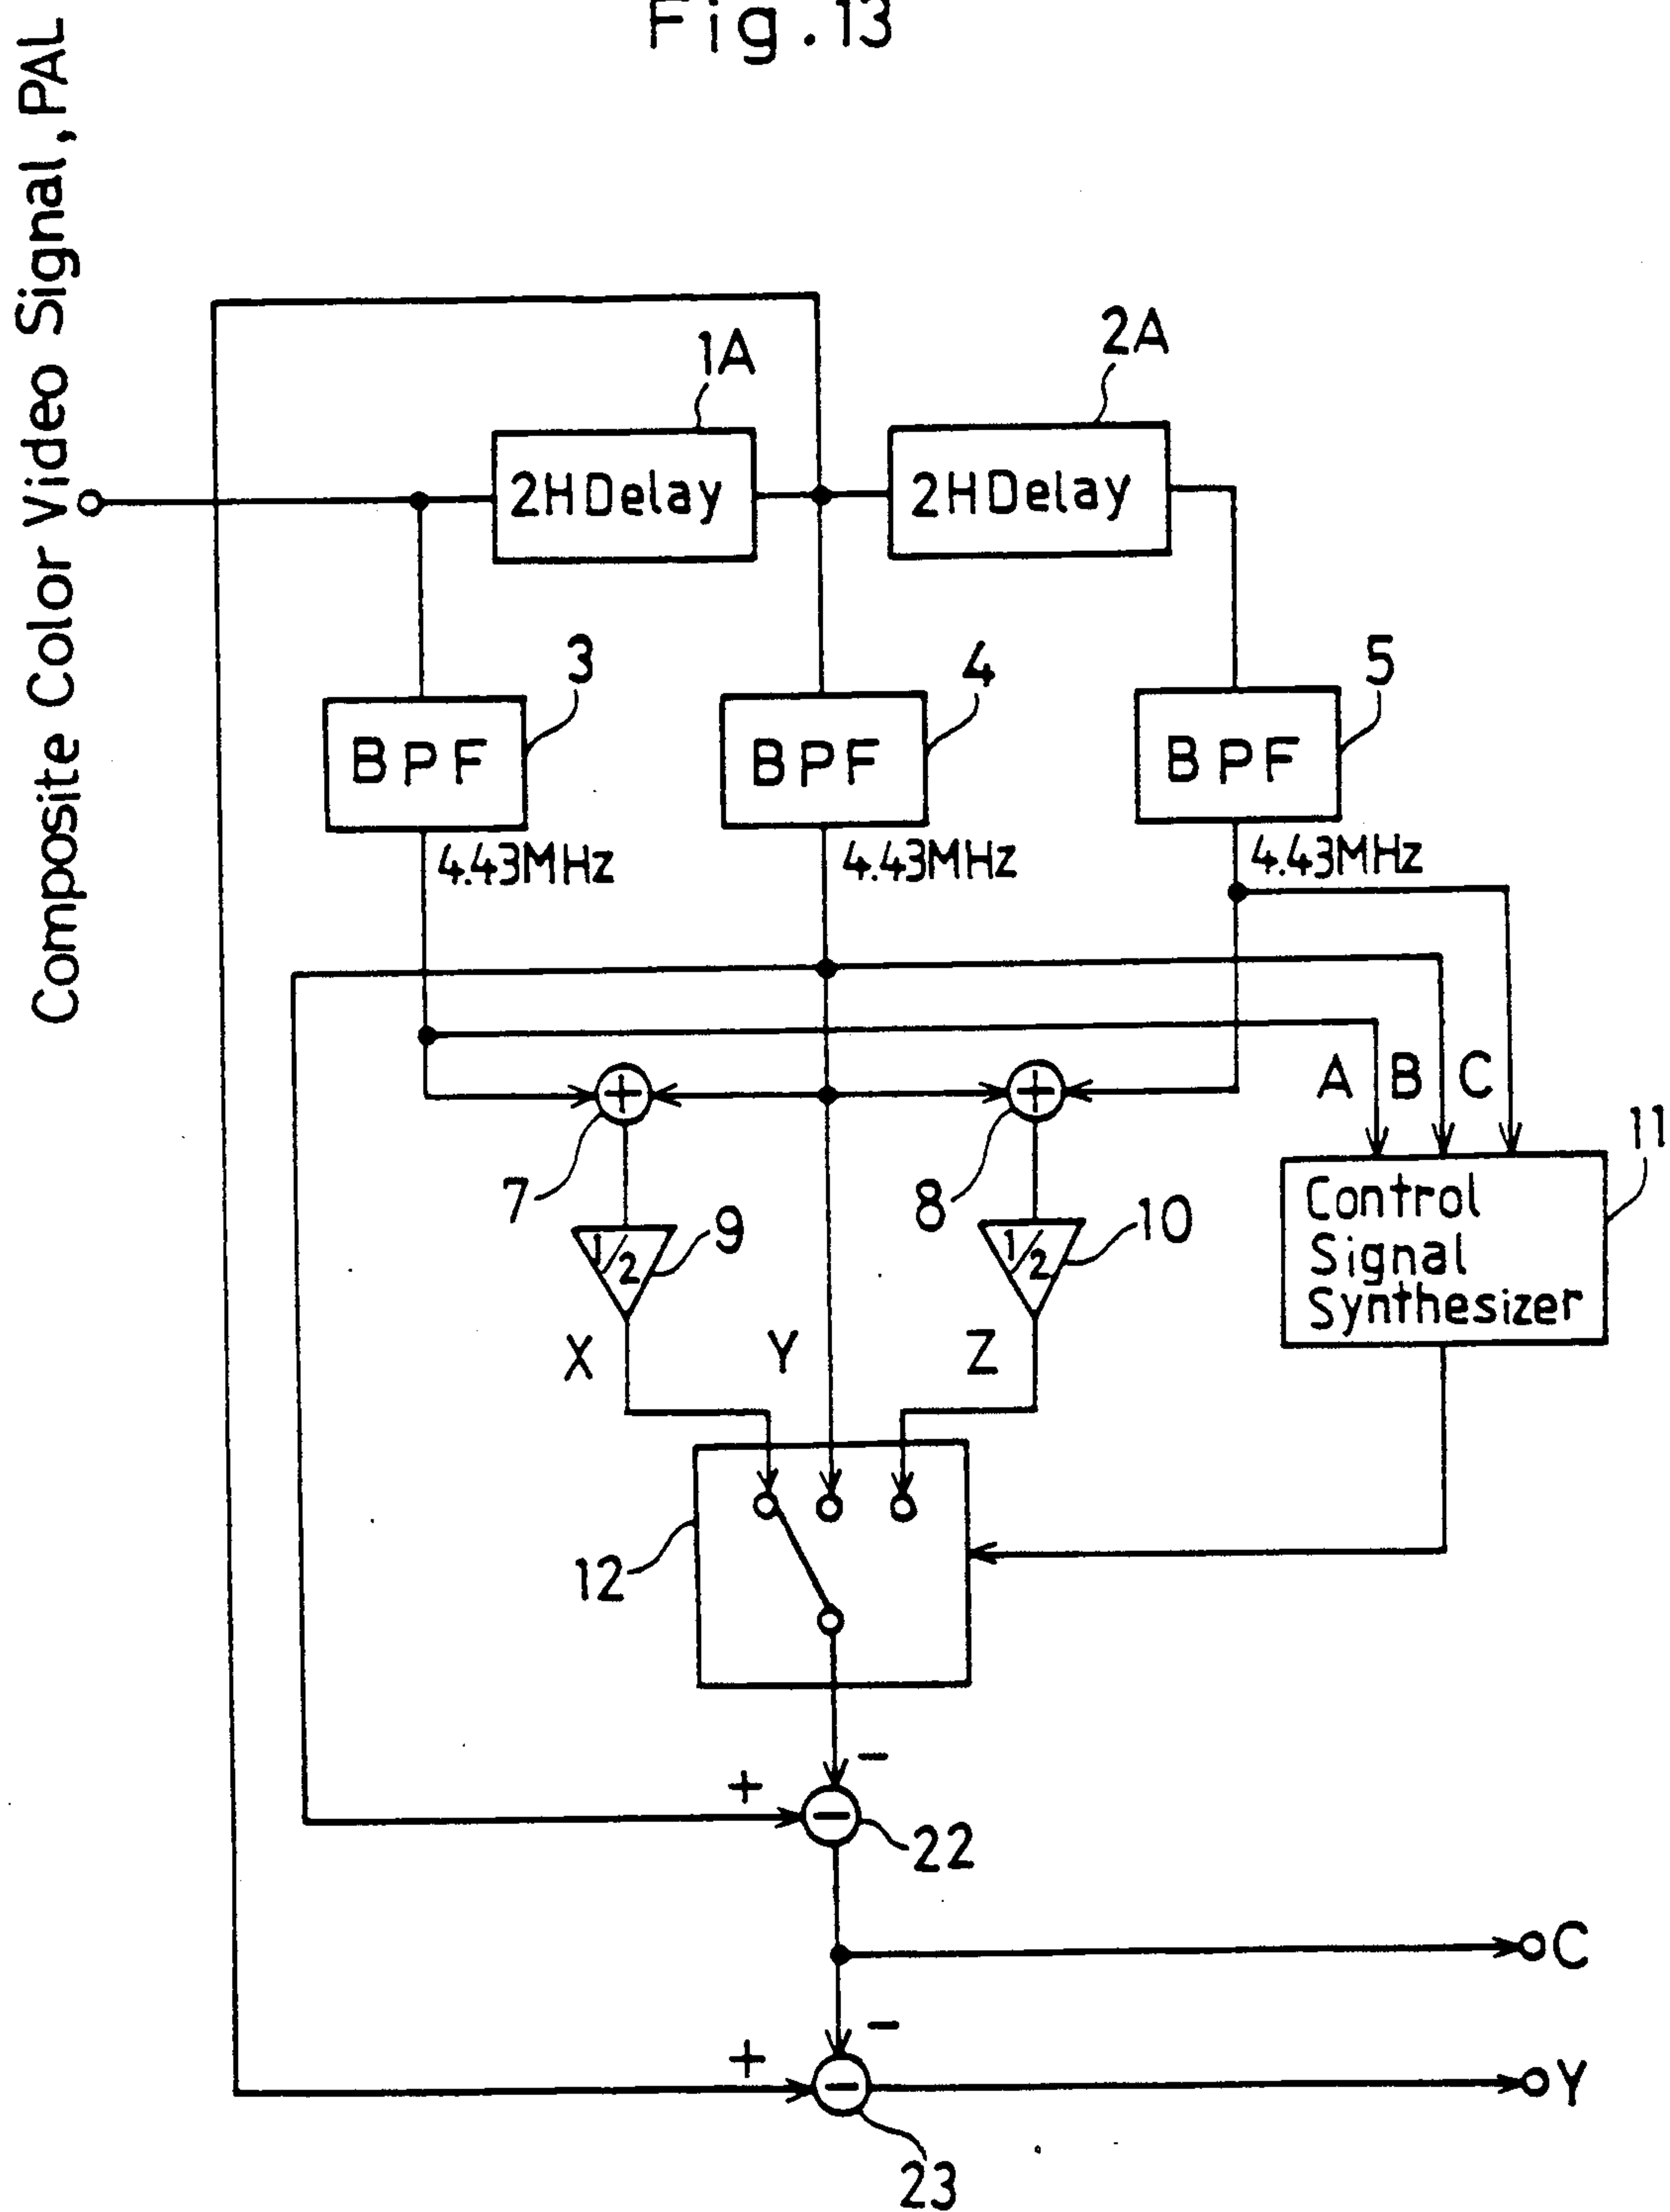 Fig.13
Composite Color Video Signal, PAL
1A
2A
2HDelay
2HDelay
3
4
5
BPF
BPF
BPF
4.43MHz
4.43MHz
4.43MHz
A
B
C
+
+
11
7
8
Control
Signal
Synthesizer
1/2
9
1/2
10
X
Y
Z
12
−
+
−
22
C
−
+
−
Y
23